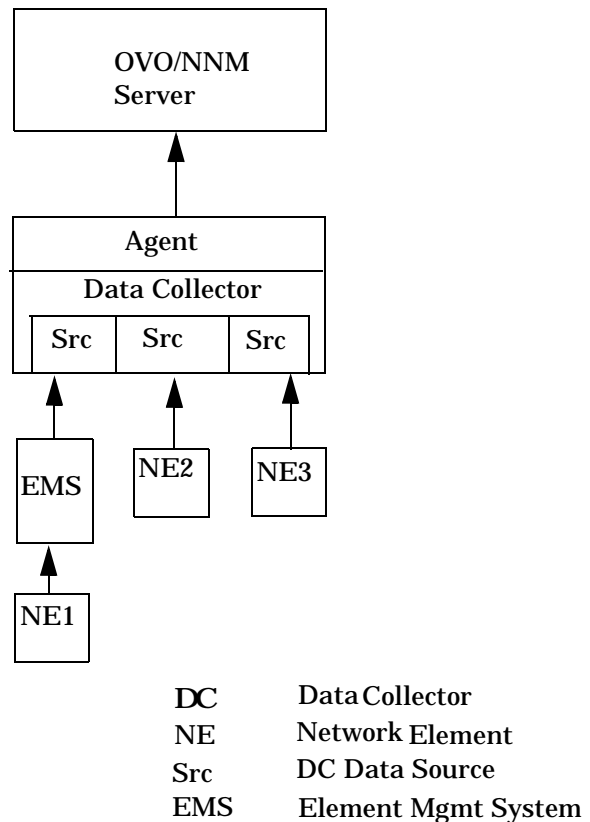 OVO/NNM
Server
Agent
Data Collector
Src Src Src
EMS NE2 NE3
NE1
DC Data Collector
NE Network Element
Src DC Data Source
EMS Element Mgmt System